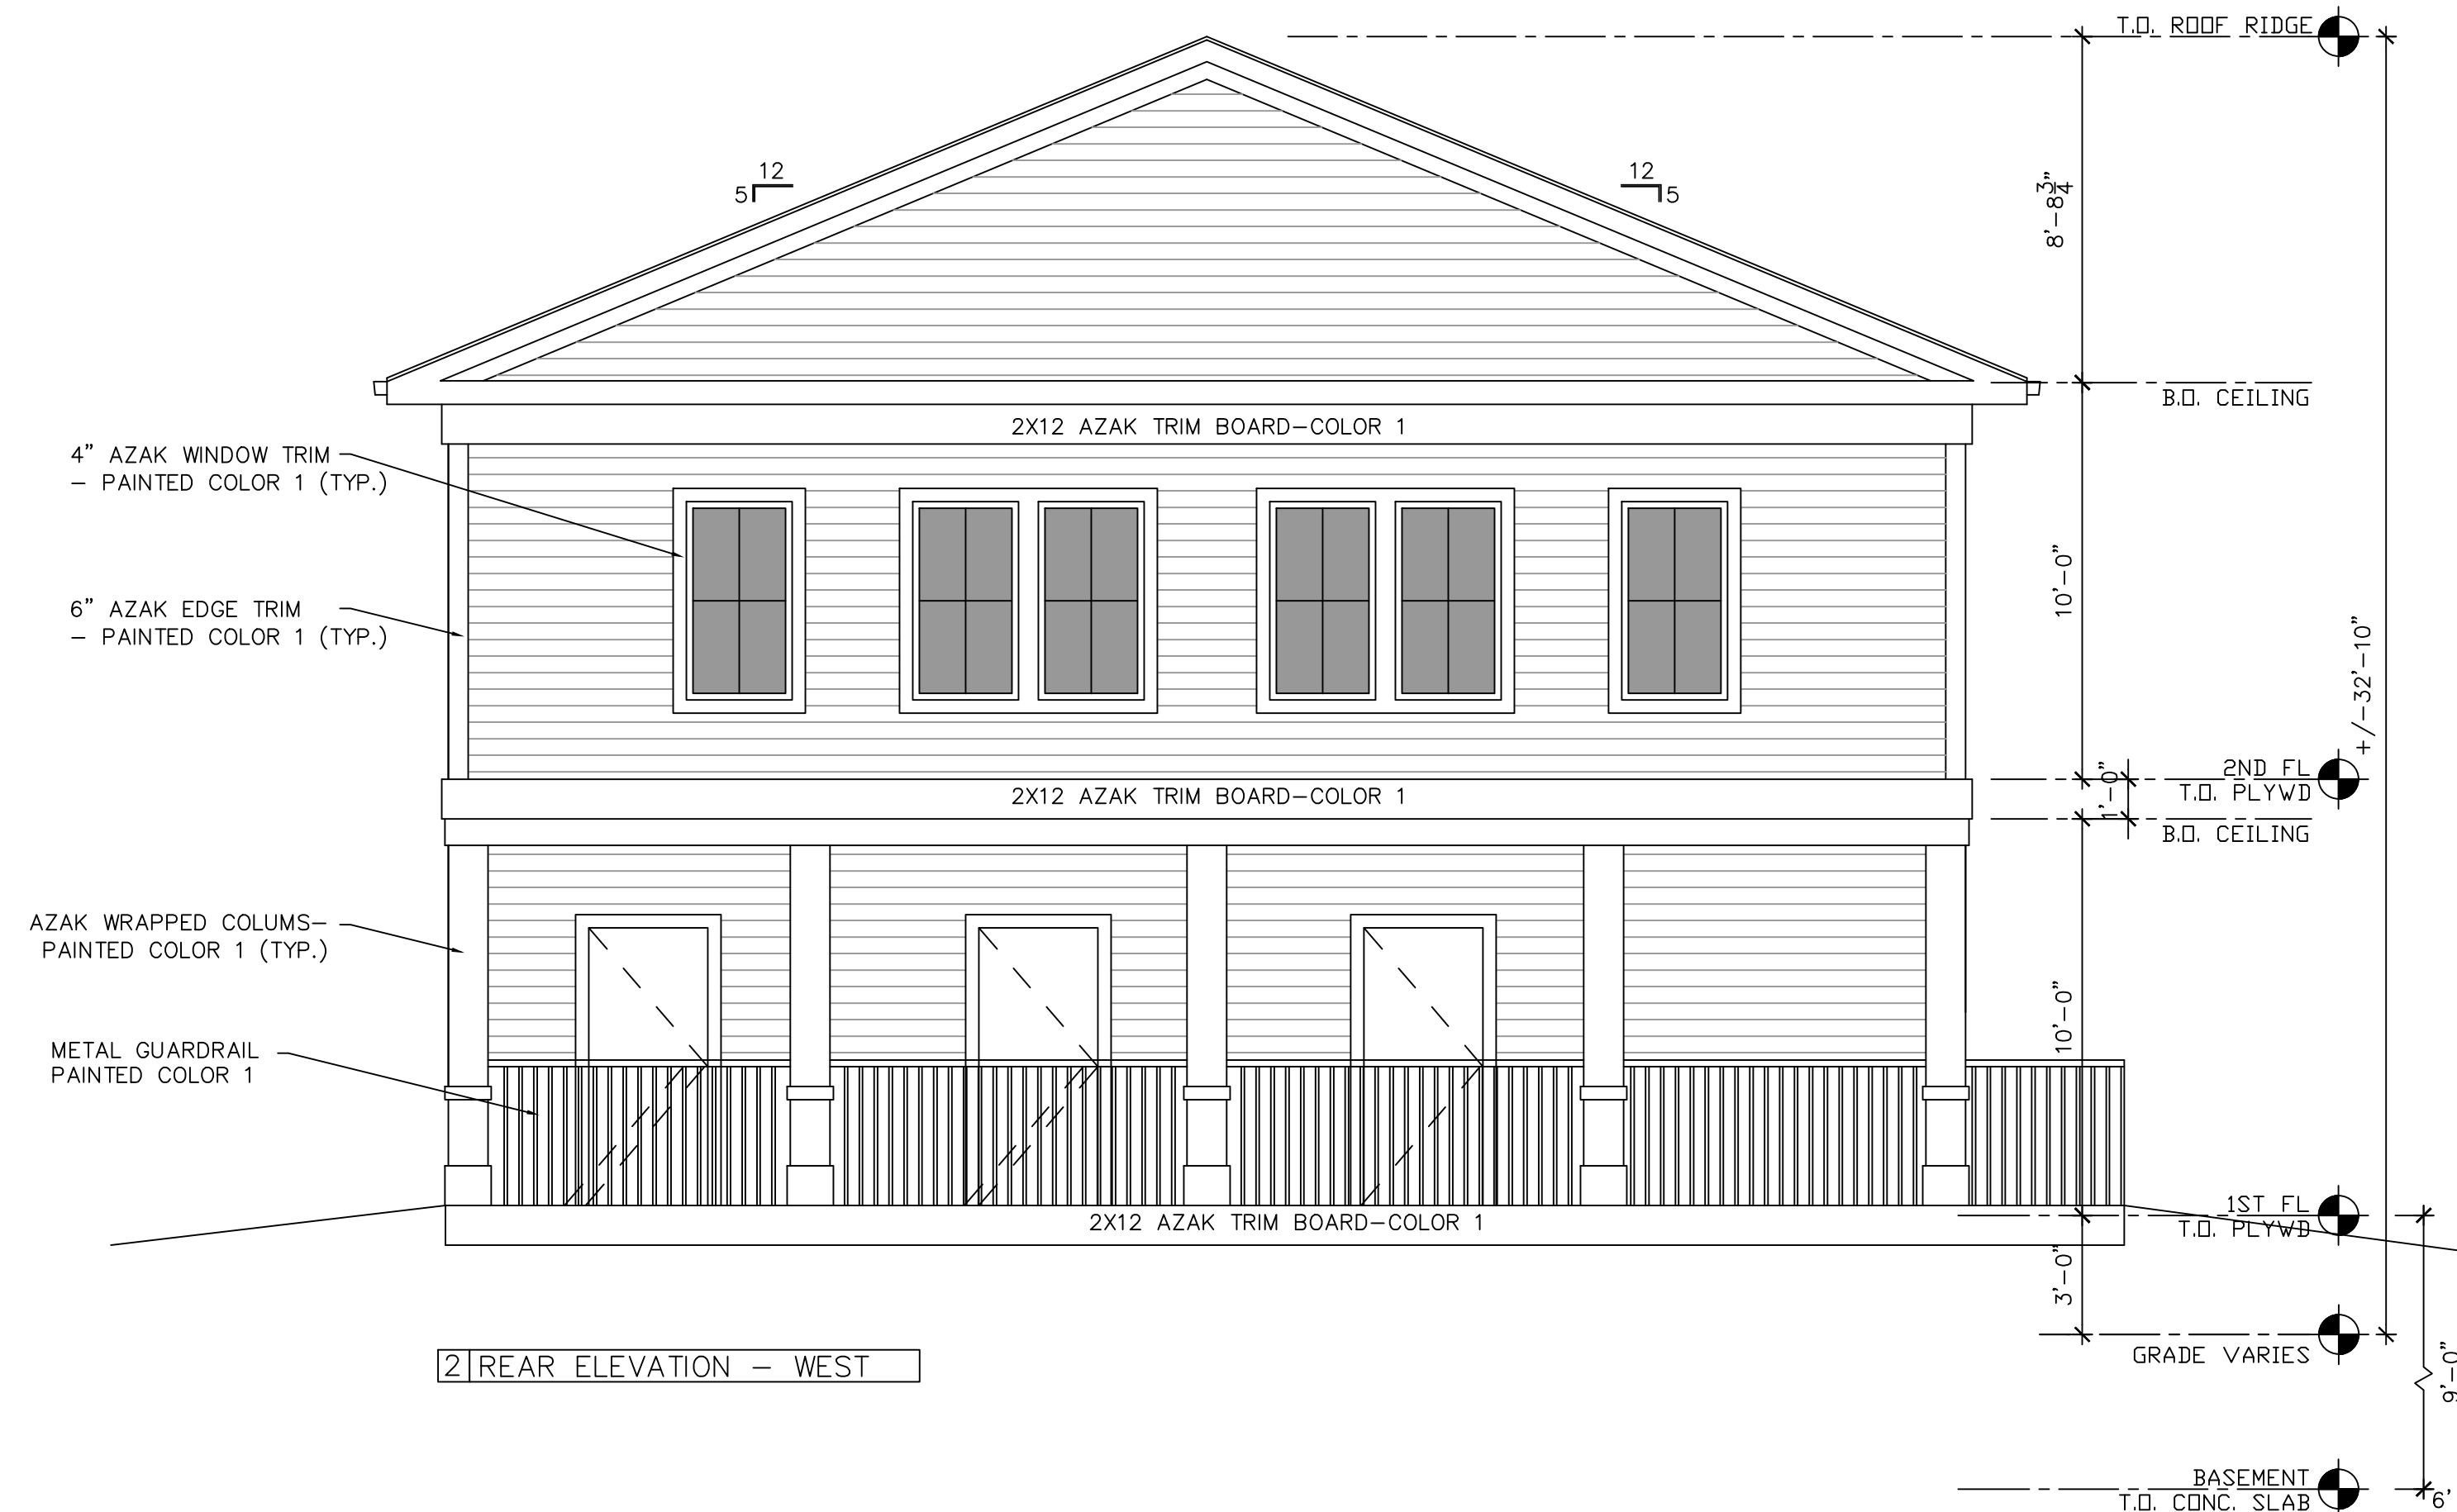 T.O. ROOF RIDGE
12
5
12
5
8'-8 3/4"
B.O. CEILING
2X12 AZAK TRIM BOARD-COLOR 1
4" AZAK WINDOW TRIM
- PAINTED COLOR 1 (TYP.)
10'-0"
6" AZAK EDGE TRIM
- PAINTED COLOR 1 (TYP.)
+/-32'-10"
2ND FL
T.O. PLYWD
1'-0"
2X12 AZAK TRIM BOARD-COLOR 1
B.O. CEILING
AZAK WRAPPED COLUMS-
PAINTED COLOR 1 (TYP.)
10'-0"
METAL GUARDRAIL
PAINTED COLOR 1
1ST FL
T.O. PLYWD
2X12 AZAK TRIM BOARD-COLOR 1
3'-0"
GRADE VARIES
2 REAR ELEVATION - WEST
9'-0"
BASEMENT
T.O. CONC. SLAB
6'